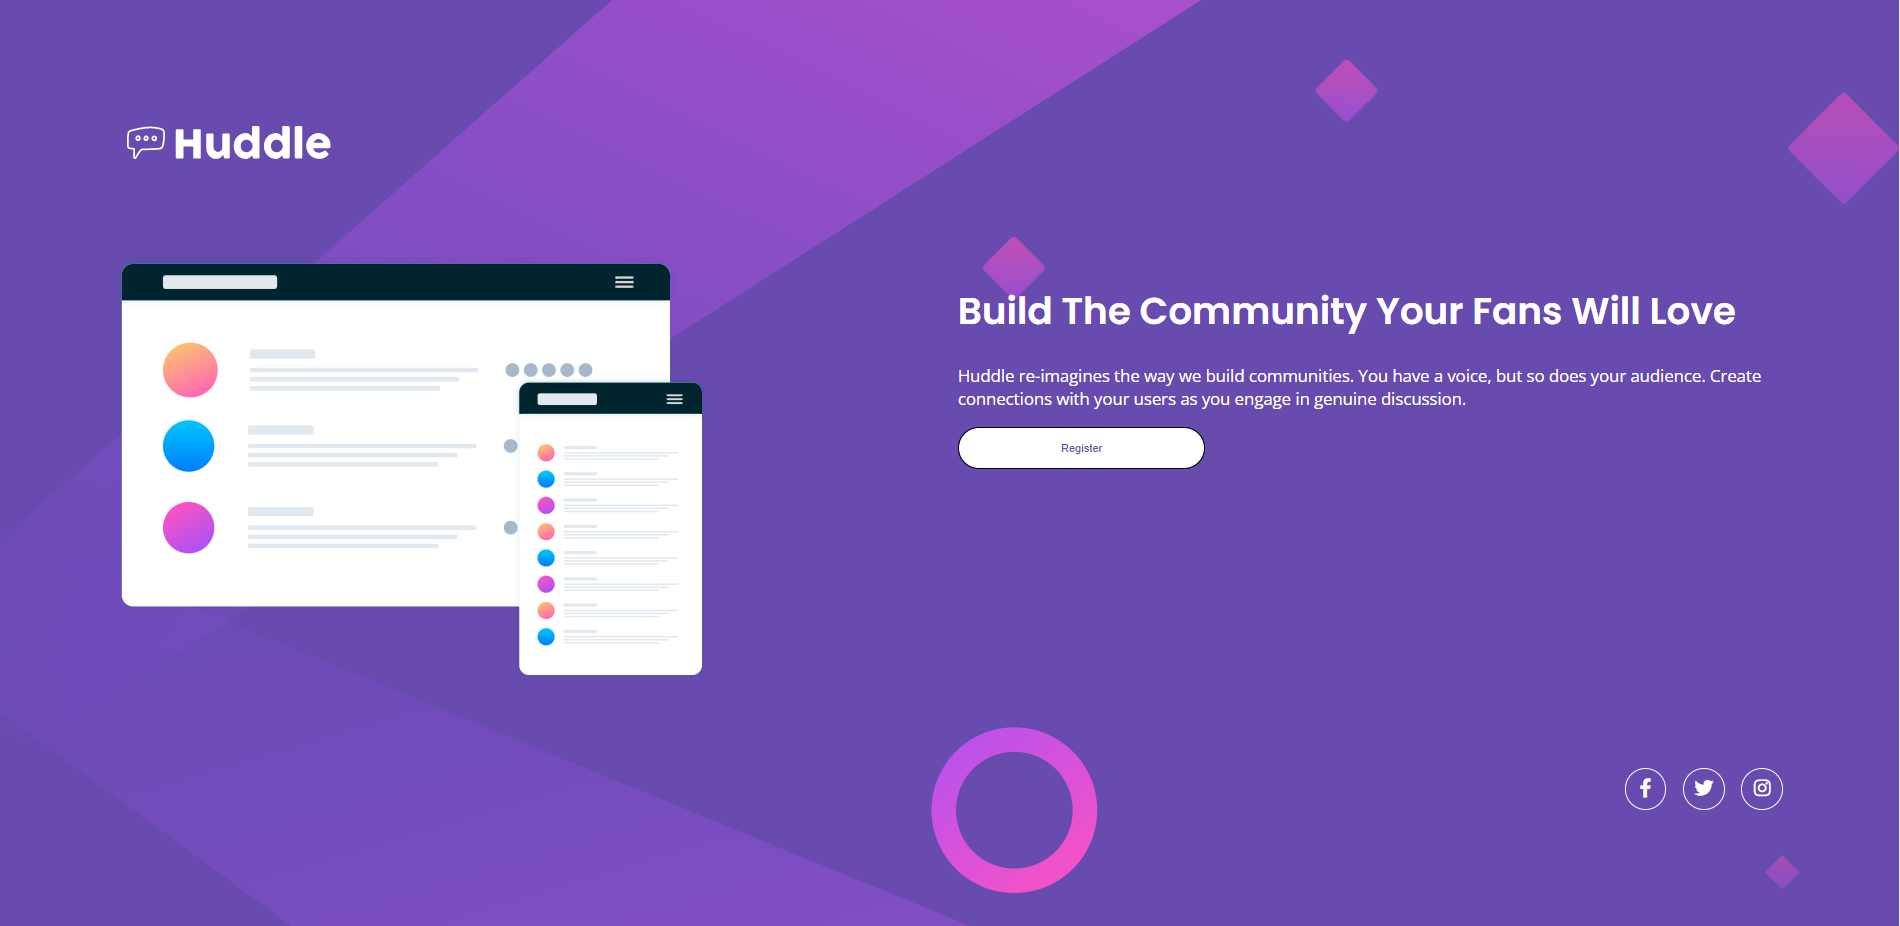 Huddle
Build The Community Your Fans Will Love
Huddle re-imagines the way we build communities. You have a voice, but so does your audience. Create
connections with your users as you engage in genuine discussion.
Register